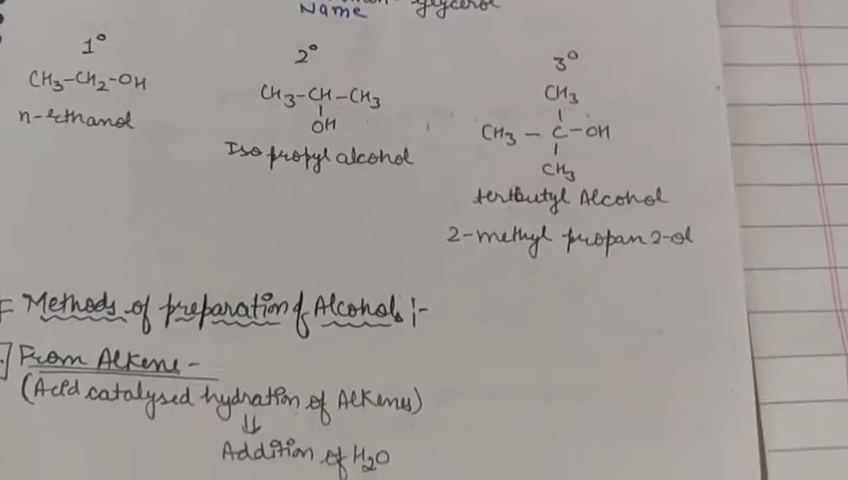 Name glycerol
1°
CH3-CH2-OH
n-ethanol
2°
CH3-CH-CH3
OH
Iso propyl alcohol
3°
CH3
CH3-C-OH
CH3
tertbutyl Alcohol
2-methyl propan 2-ol
Methods of preparation of Alcohols :-
From Alkene -
(Acid catalysed hydration of Alkenes)
⇓
Addition of H2O